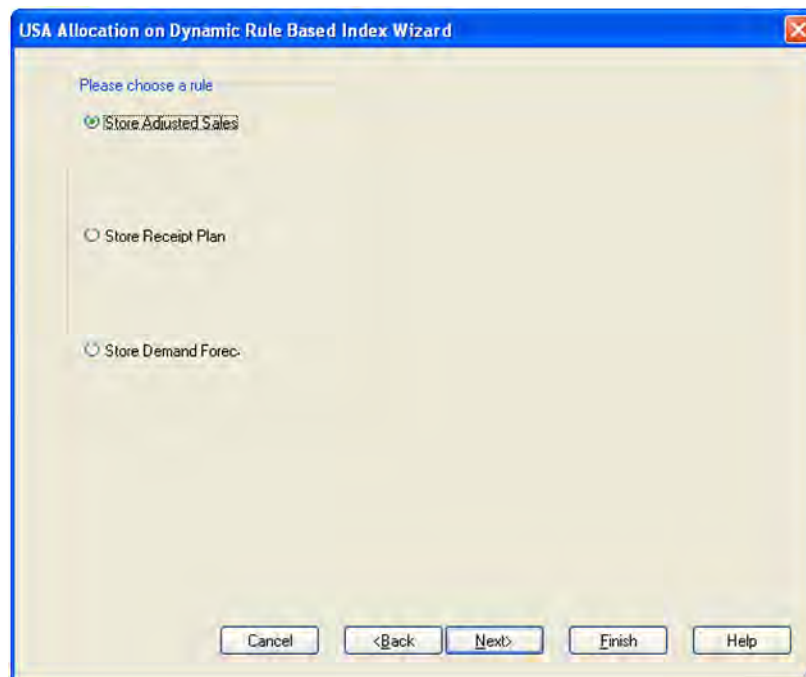 USA Allocation on Dynamic Rule Based Index Wizard
Please choose a rule
Store Adjusted Sales
Store Receipt Plan
Store Demand Forec-
Cancel <Back Next> Finish Help